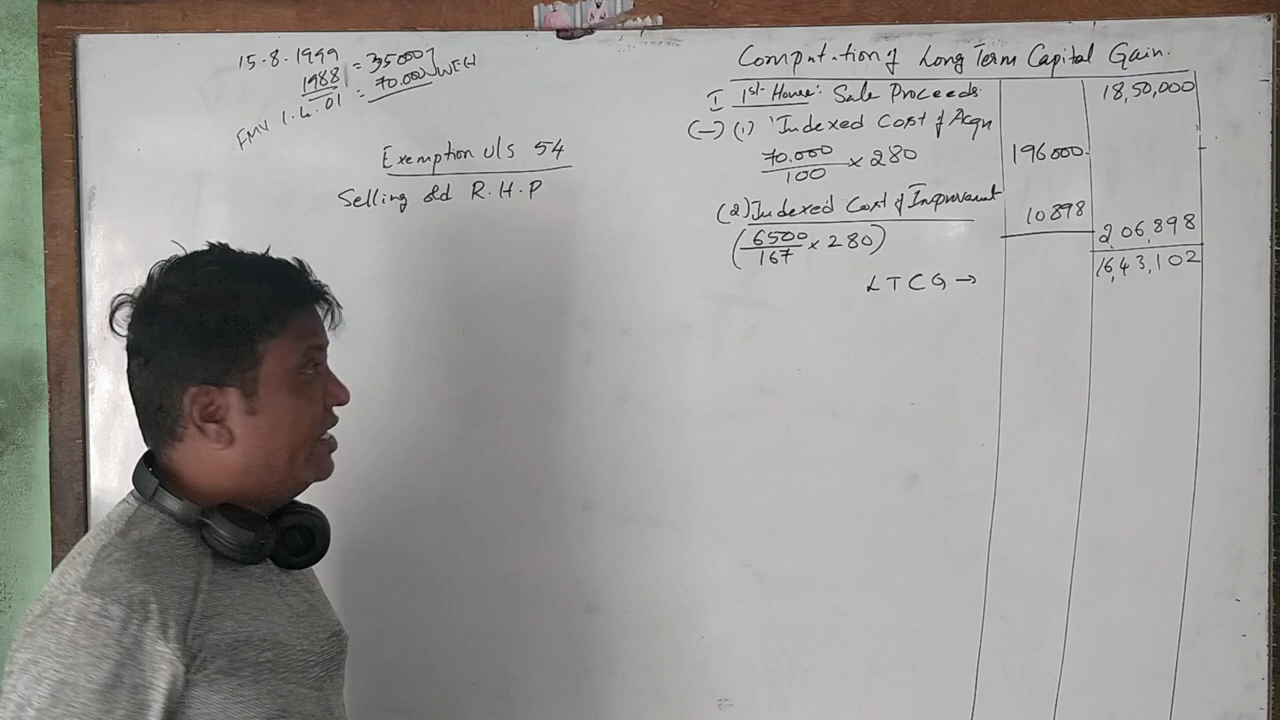 15.8.1999
1988 = 35000
FMV 1.4.01 = 70.000 WEH
Exemption U/s 54
Selling old R.H.P
Computation of Long Term Capital Gain.
I 1st House: Sale Proceeds. 18,50,000
(-) (1) Indexed Cost of Acqn
70.000/100 x 280 196000.
(2) Indexed Cost of Improvement 10898 2,06,898
(6500/167 x 280)
LTCG → 16,43,102